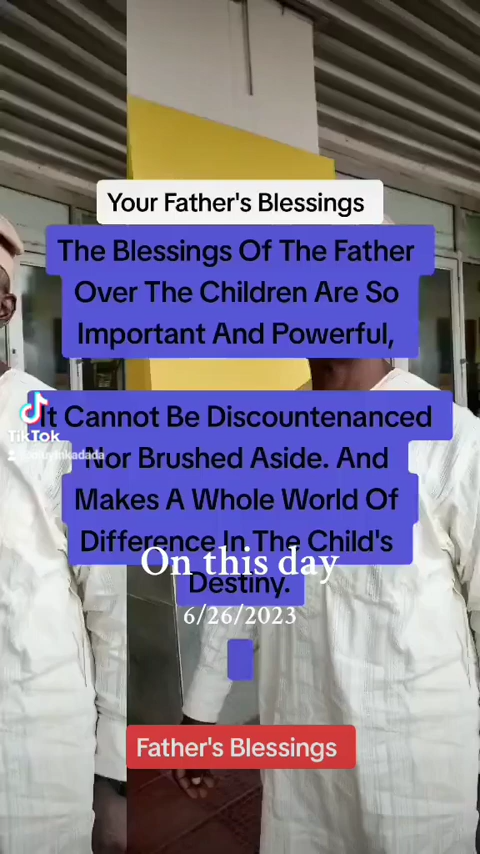 Your Father's Blessings
The Blessings Of The Father
Over The Children Are So
Important And Powerful,
It Cannot Be Discountenanced
TikTok
Nor Brushed Aside. And
Makes A Whole World Of
Difference In The Child's
On this day
Destiny.
6/26/2023
Father's Blessings